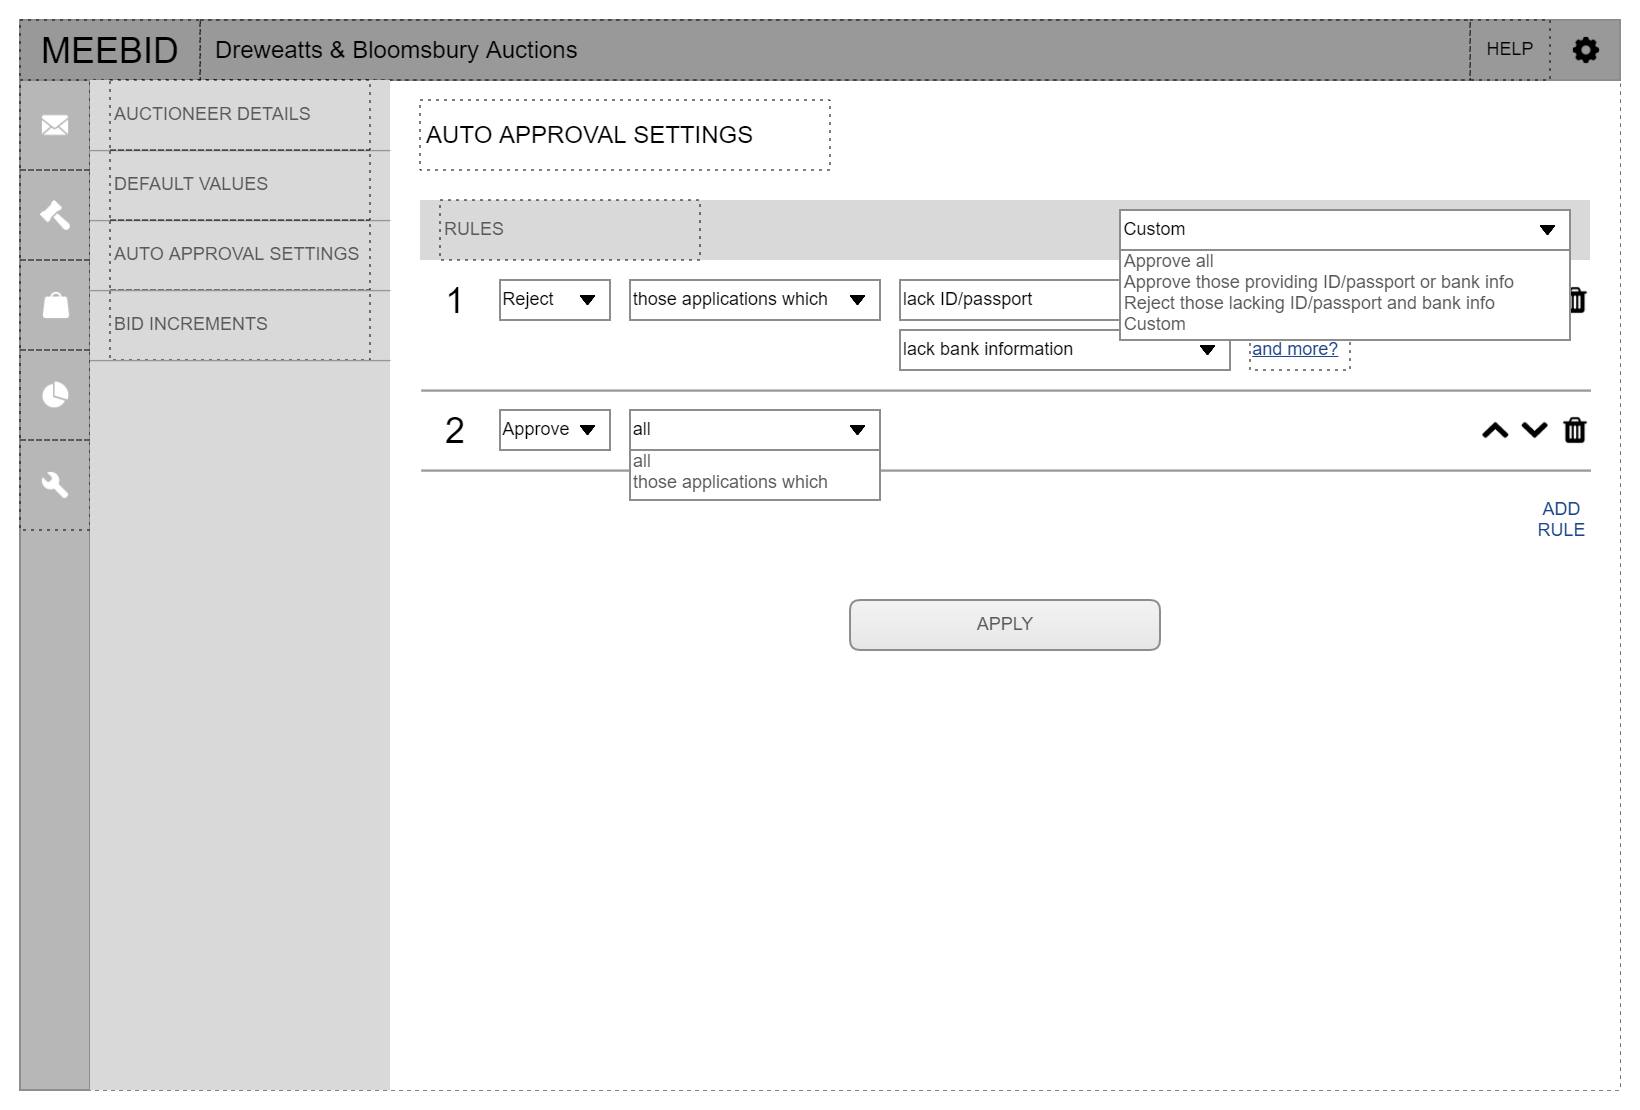 MEEBID
Dreweatts & Bloomsbury Auctions
HELP
AUCTIONEER DETAILS
DEFAULT VALUES
AUTO APPROVAL SETTINGS
BID INCREMENTS
AUTO APPROVAL SETTINGS
RULES
Custom
Approve all
Approve those providing ID/passport or bank info
Reject those lacking ID/passport and bank info
Custom
1
Reject
those applications which
lack ID/passport
lack bank information
and more?
2
Approve
all
all
those applications which
ADD
RULE
APPLY